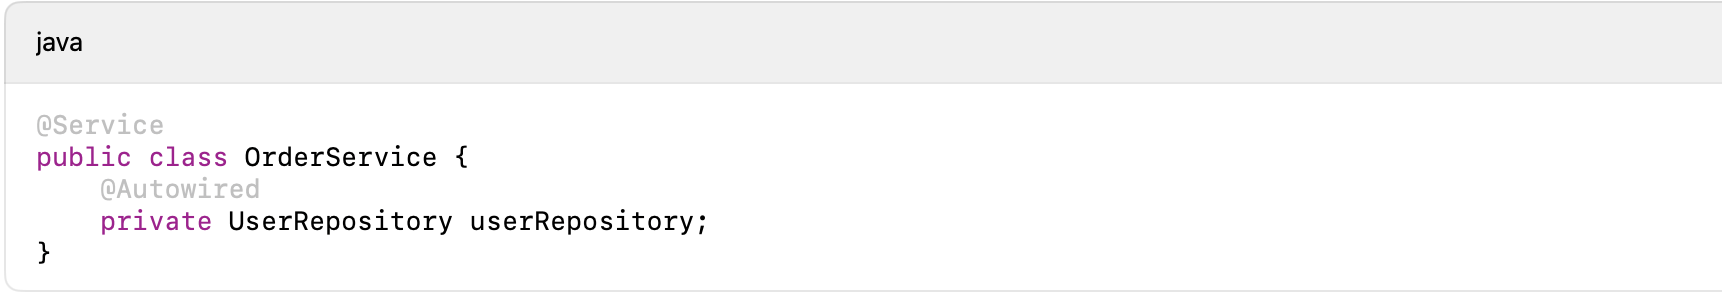 java
@Service
public class OrderService {
    @Autowired
    private UserRepository userRepository;
}